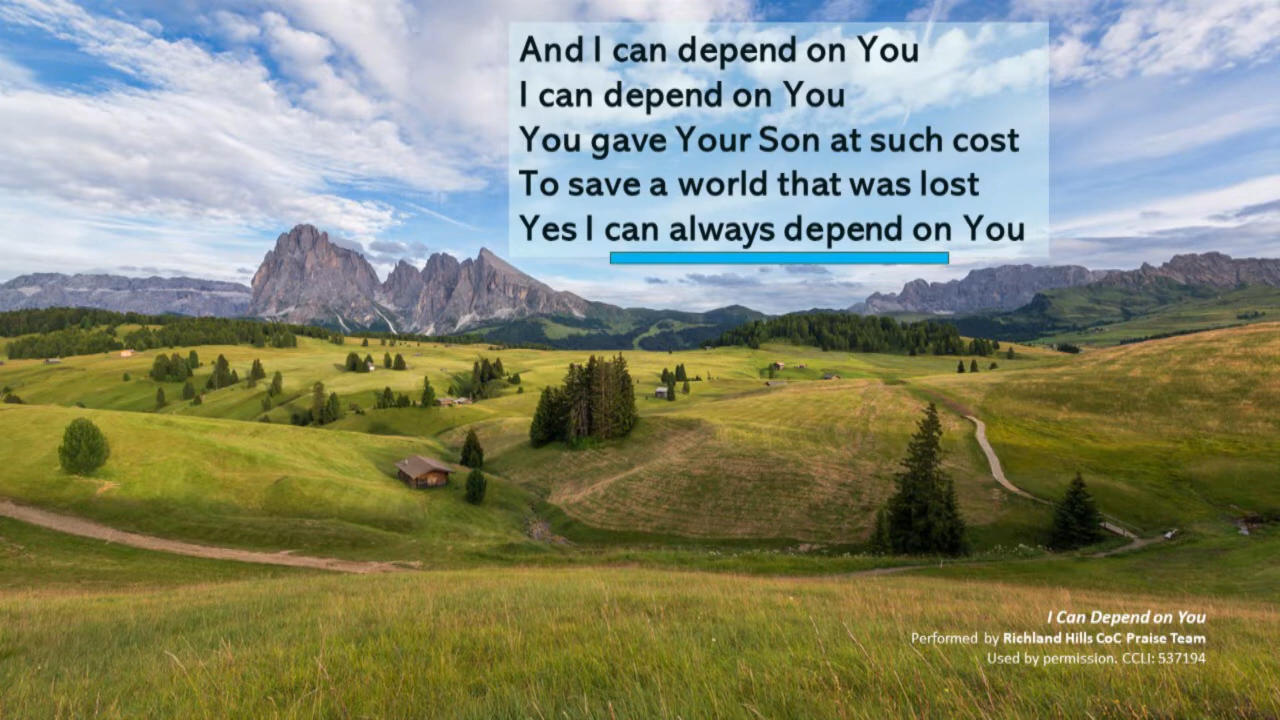 And I can depend on You
I can depend on You
You gave Your Son at such cost
To save a world that was lost
Yes I can always depend on You
I Can Depend on You
Performed by Richland Hills CoC Praise Team
Used by permission. CCLI: 537194